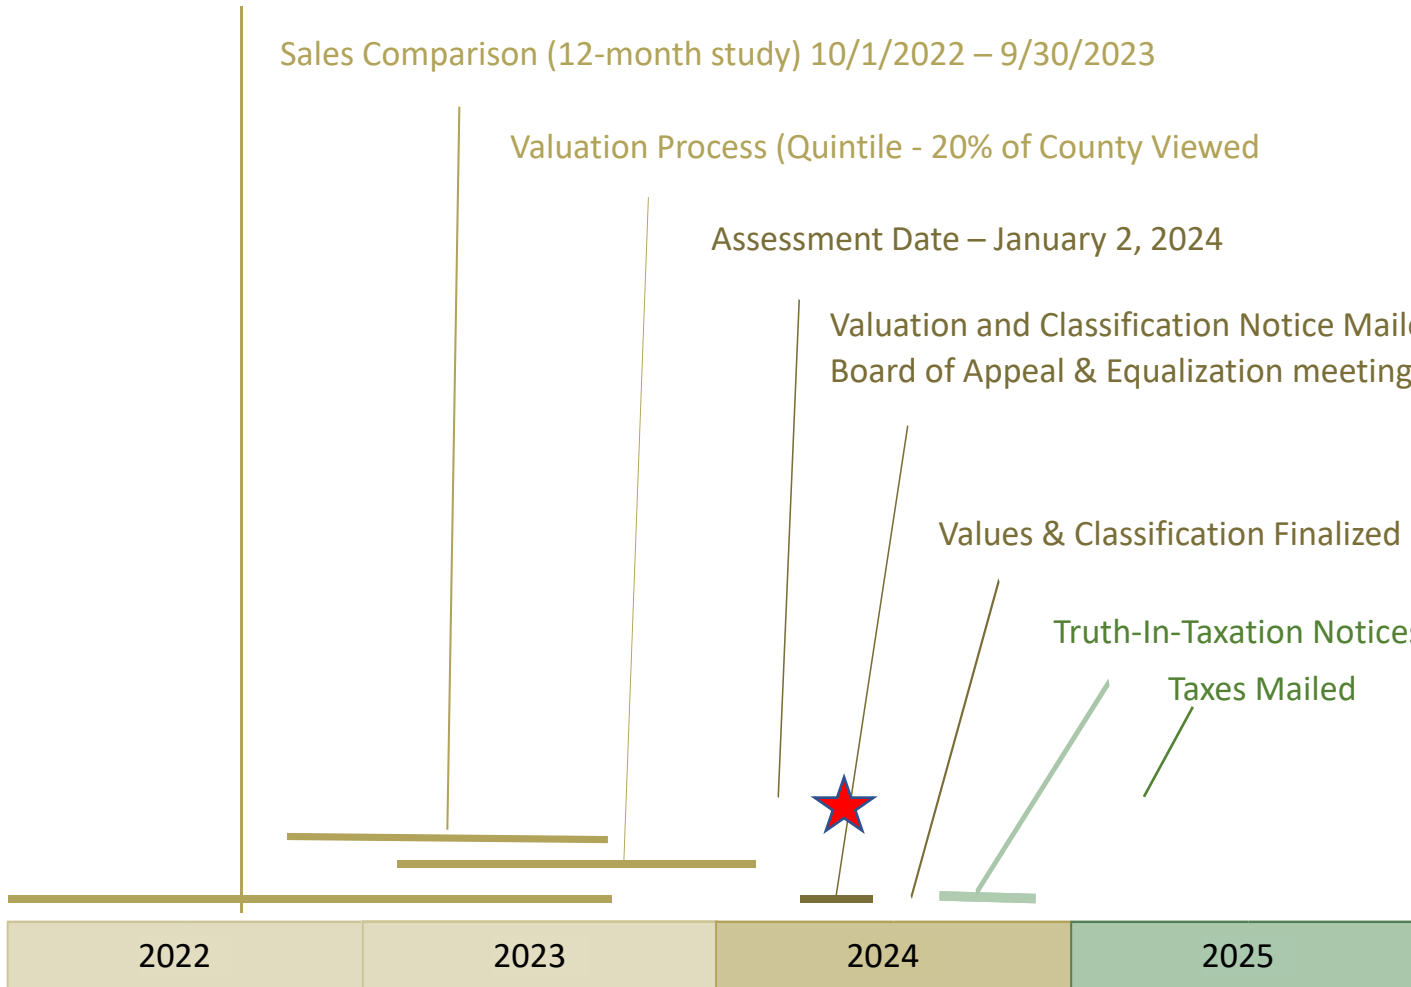 Sales Comparison (12-month study) 10/1/2022 – 9/30/2023
Valuation Process (Quintile - 20% of County Viewed
Assessment Date – January 2, 2024
Valuation and Classification Notice Mail
Board of Appeal & Equalization meeting
Values & Classification Finalized
Truth-In-Taxation Notices
Taxes Mailed
2022 2023 2024 2025